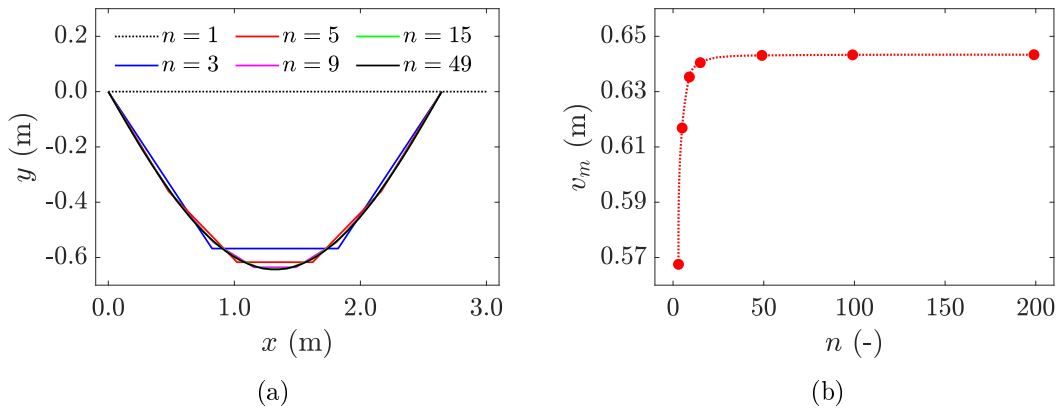 0.2
0.0
-0.2
-0.4
-0.6
y (m)
n = 1
n = 5
n = 15
n = 3
n = 9
n = 49
0.0
1.0
2.0
3.0
x (m)
(a)
0.65
0.63
0.61
0.59
0.57
v_m (m)
0
50
100
150
200
n (-)
(b)